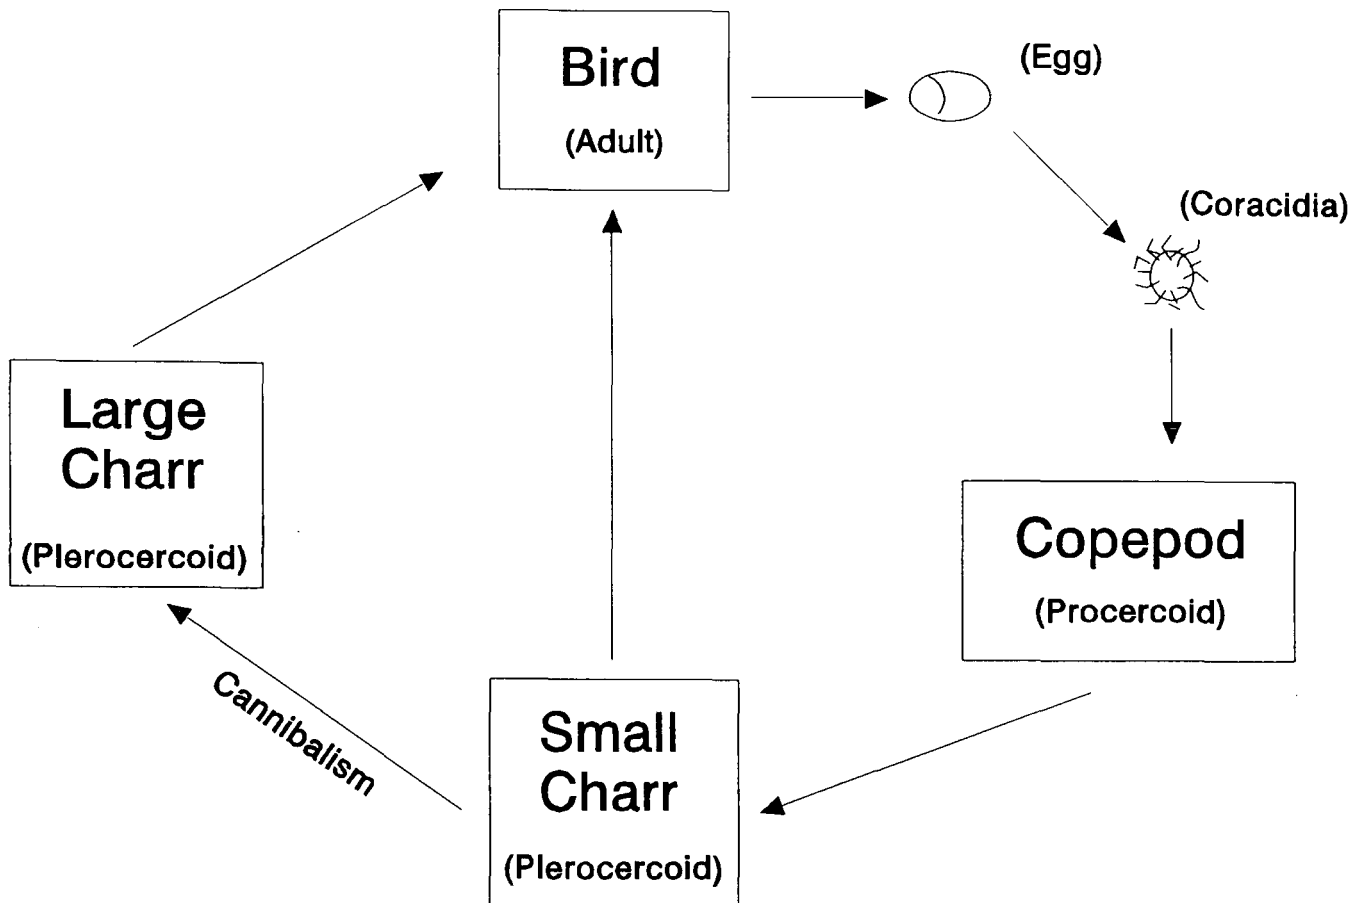 Bird
(Adult)
(Egg)
(Coracidia)
Large
Charr
(Plerocercoid)
Copepod
(Procercoid)
Cannibalism
Small
Charr
(Plerocercoid)